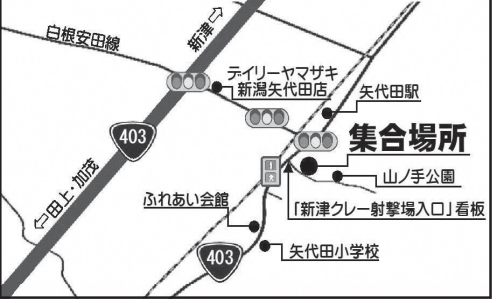 新津⇨
白根安田線
デイリーヤマザキ
新潟矢代田店
矢代田駅
403
集合場所
山ノ手公園
⇦田上・加茂
ふれあい会館
「新津クレー射撃場入口」看板
403
矢代田小学校